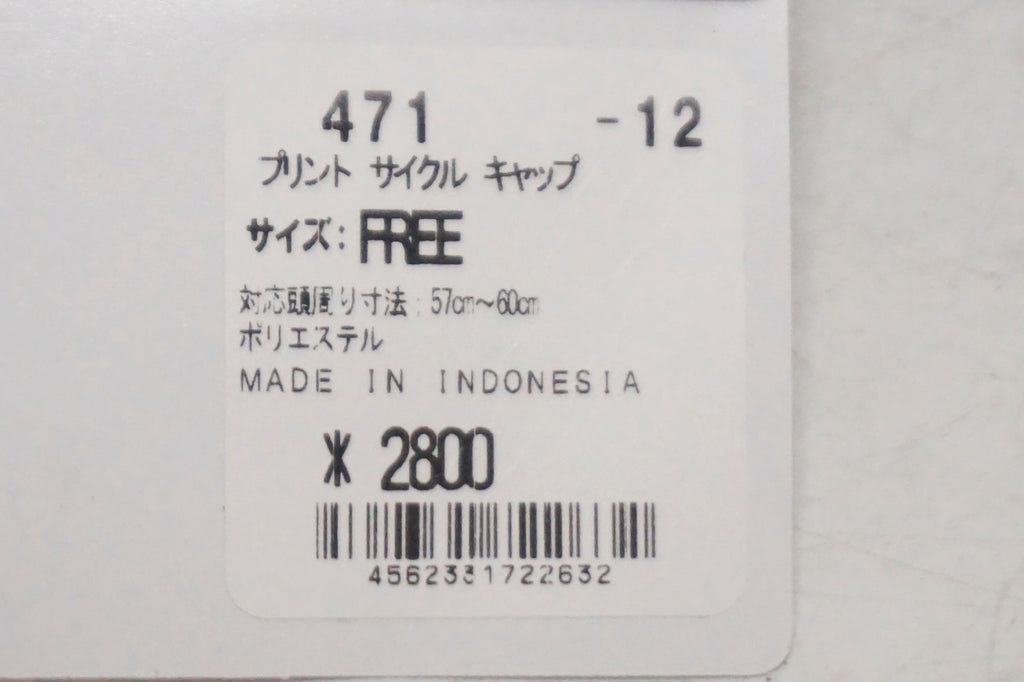 471 -12
プリント サイクル キャップ
サイズ: FREE
対応頭周り寸法:57cm~60cm
ポリエステル
MADE IN INDONESIA
¥ 2800
4562331722632